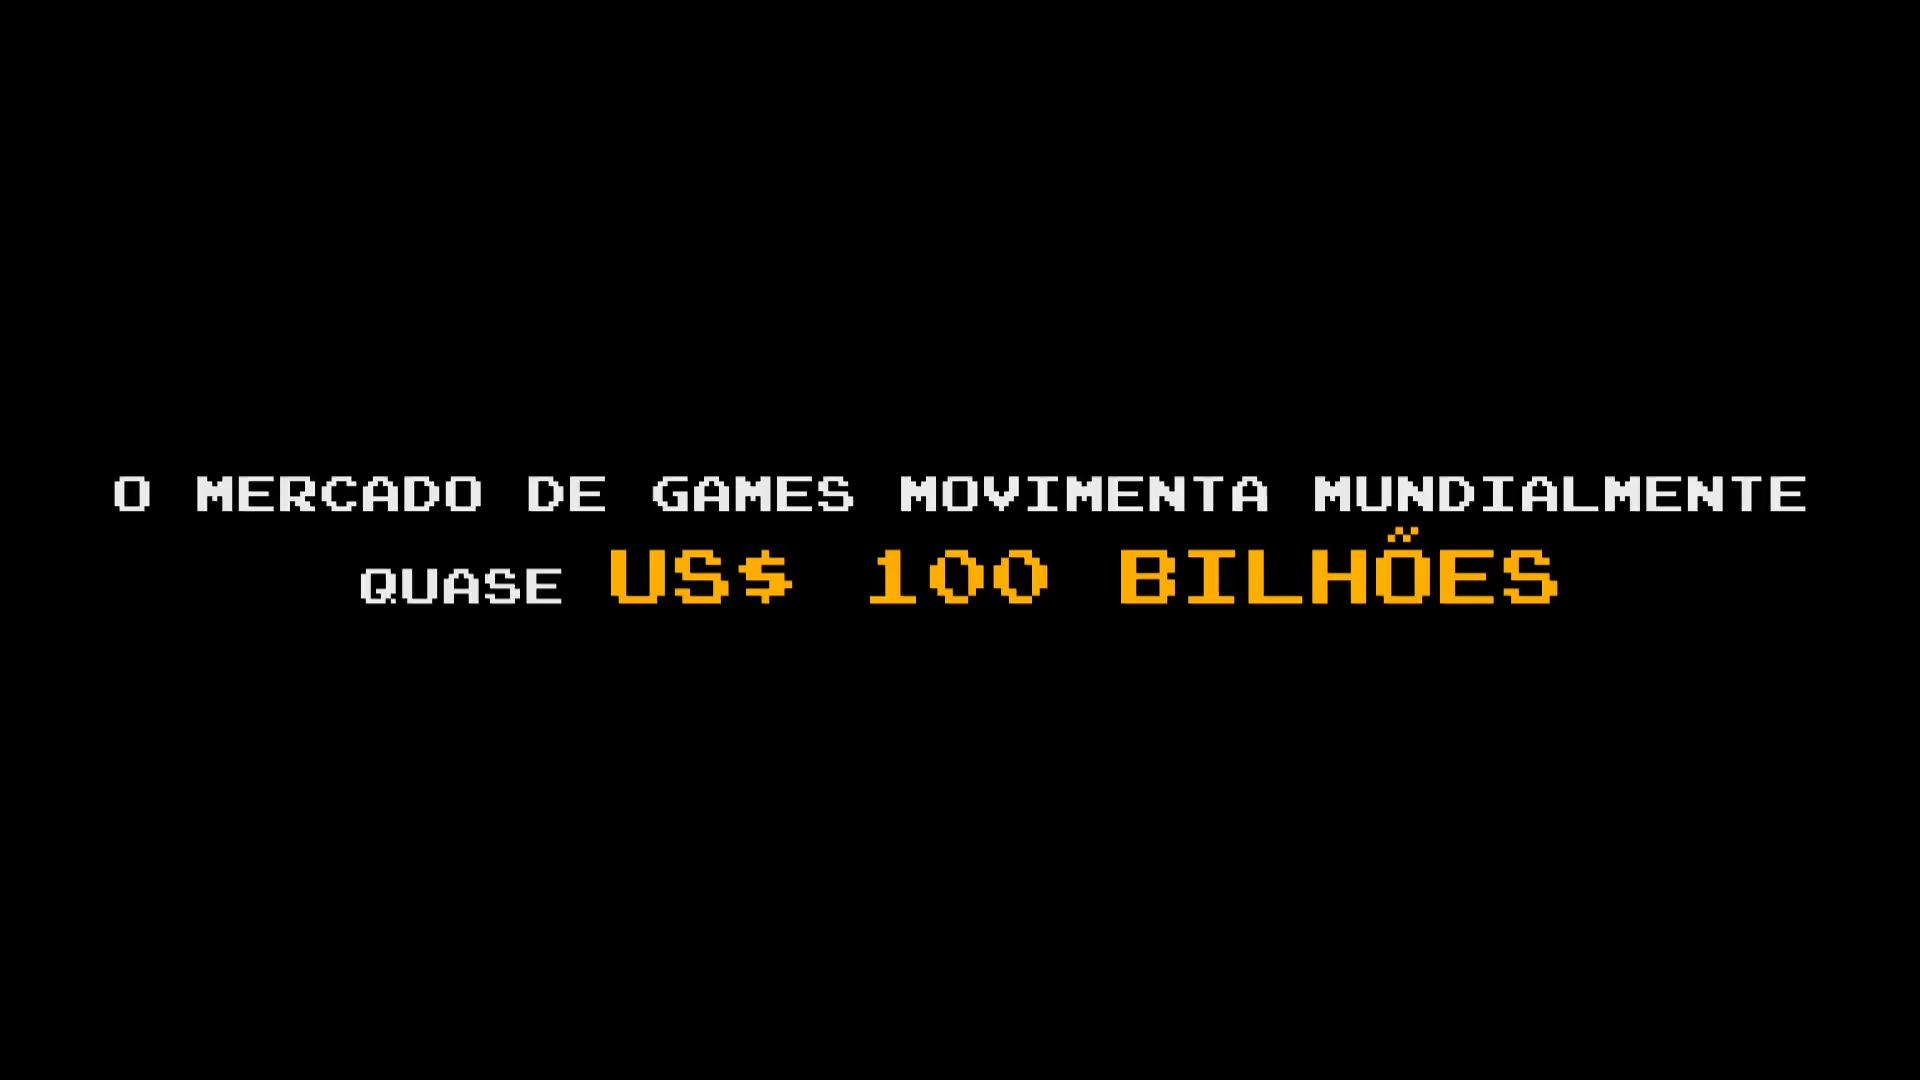 O MERCADO DE GAMES MOVIMENTA MUNDIALMENTE
QUASE US$ 100 BILHÕES